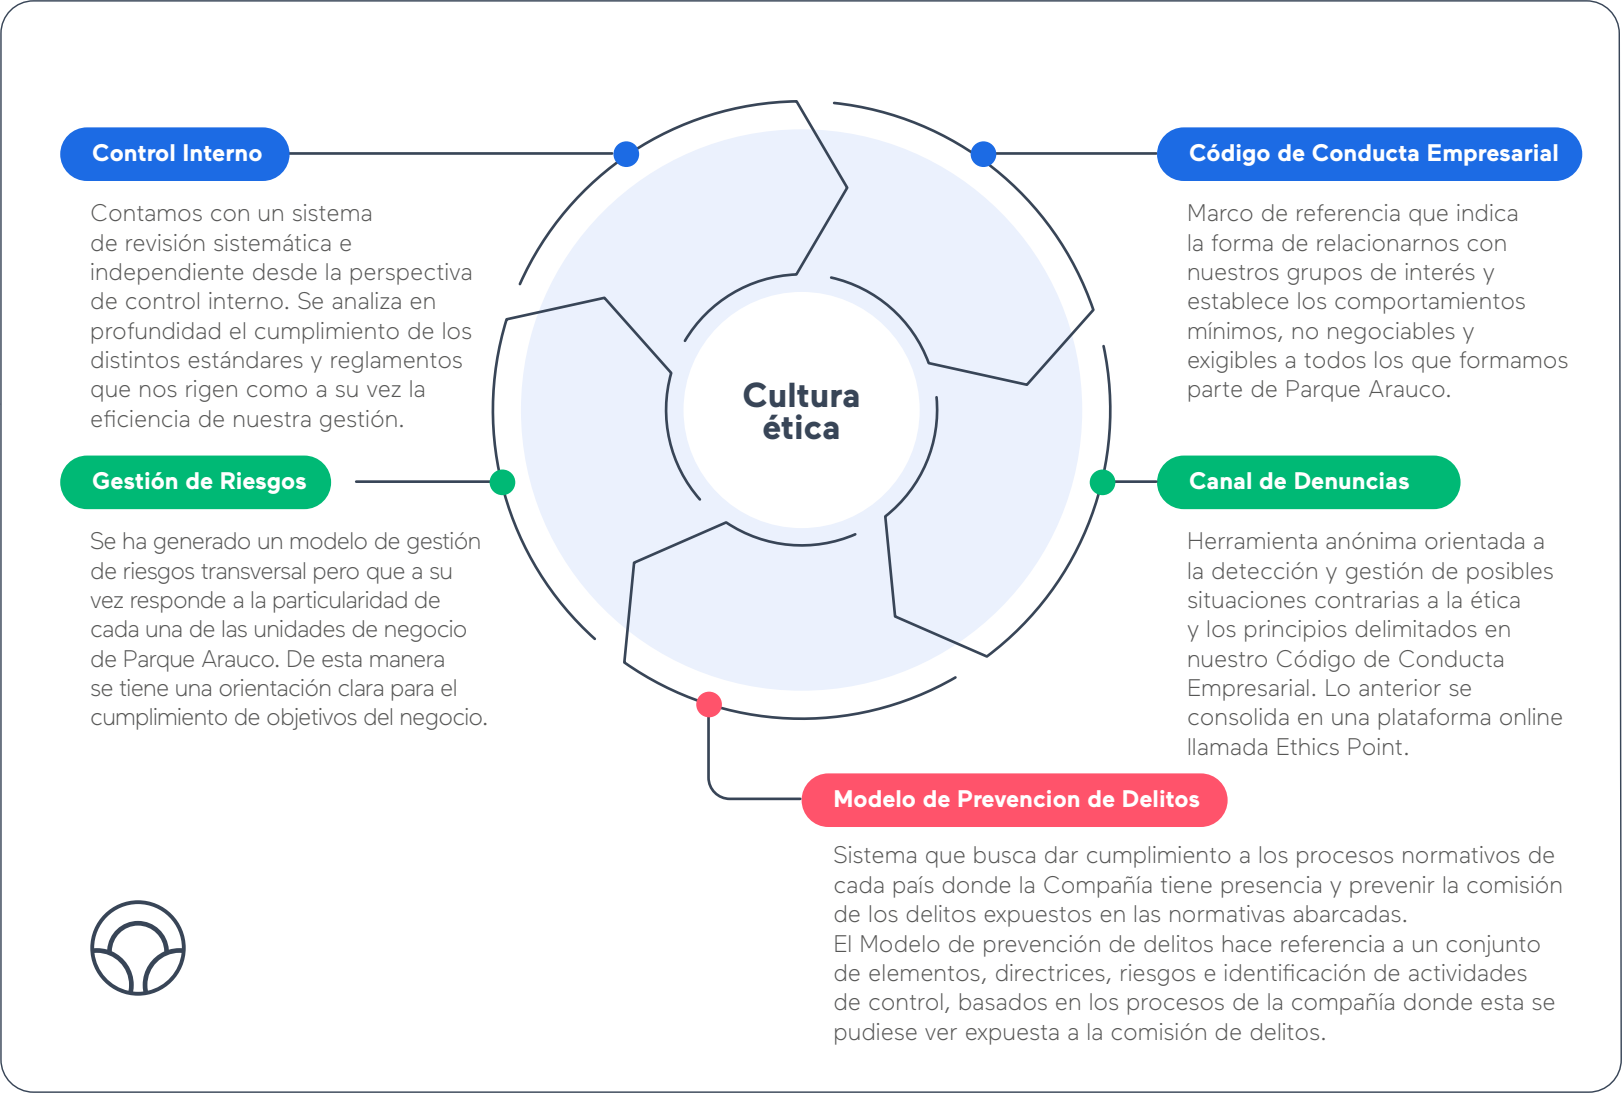 Control Interno
Contamos con un sistema
de revisión sistemática e
independiente desde la perspectiva
de control interno. Se analiza en
profundidad el cumplimiento de los
distintos estándares y reglamentos
que nos rigen como a su vez la
eficiencia de nuestra gestión.
Gestión de Riesgos
Se ha generado un modelo de gestión
de riesgos transversal pero que a su
vez responde a la particularidad de
cada una de las unidades de negocio
de Parque Arauco. De esta manera
se tiene una orientación clara para el
cumplimiento de objetivos del negocio.
Cultura
ética
Código de Conducta Empresarial
Marco de referencia que indica
la forma de relacionarnos con
nuestros grupos de interés y
establece los comportamientos
mínimos, no negociables y
exigibles a todos los que formamos
parte de Parque Arauco.
Canal de Denuncias
Herramienta anónima orientada a
la detección y gestión de posibles
situaciones contrarias a la ética
y los principios delimitados en
nuestro Código de Conducta
Empresarial. Lo anterior se
consolida en una plataforma online
llamada Ethics Point.
Modelo de Prevencion de Delitos
Sistema que busca dar cumplimiento a los procesos normativos de
cada país donde la Compañía tiene presencia y prevenir la comisión
de los delitos expuestos en las normativas abarcadas.
El Modelo de prevención de delitos hace referencia a un conjunto
de elementos, directrices, riesgos e identificación de actividades
de control, basados en los procesos de la compañía donde esta se
pudiese ver expuesta a la comisión de delitos.